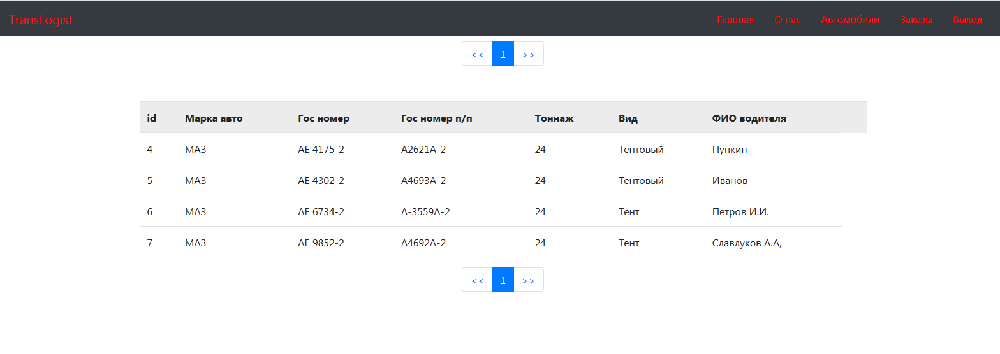 TransLogist Главная О нас Автомобили Заказы Выход
<< 1 >>
id Марка авто Гос номер Гос номер п/п Тоннаж Вид ФИО водителя
4 МАЗ АЕ 4175-2 А2621А-2 24 Тентовый Пупкин
5 МАЗ АЕ 4302-2 А4693А-2 24 Тентовый Иванов
6 МАЗ АЕ 6734-2 А-3559А-2 24 Тент Петров И.И.
7 МАЗ АЕ 9852-2 А4692А-2 24 Тент Славлуков А.А,
<< 1 >>